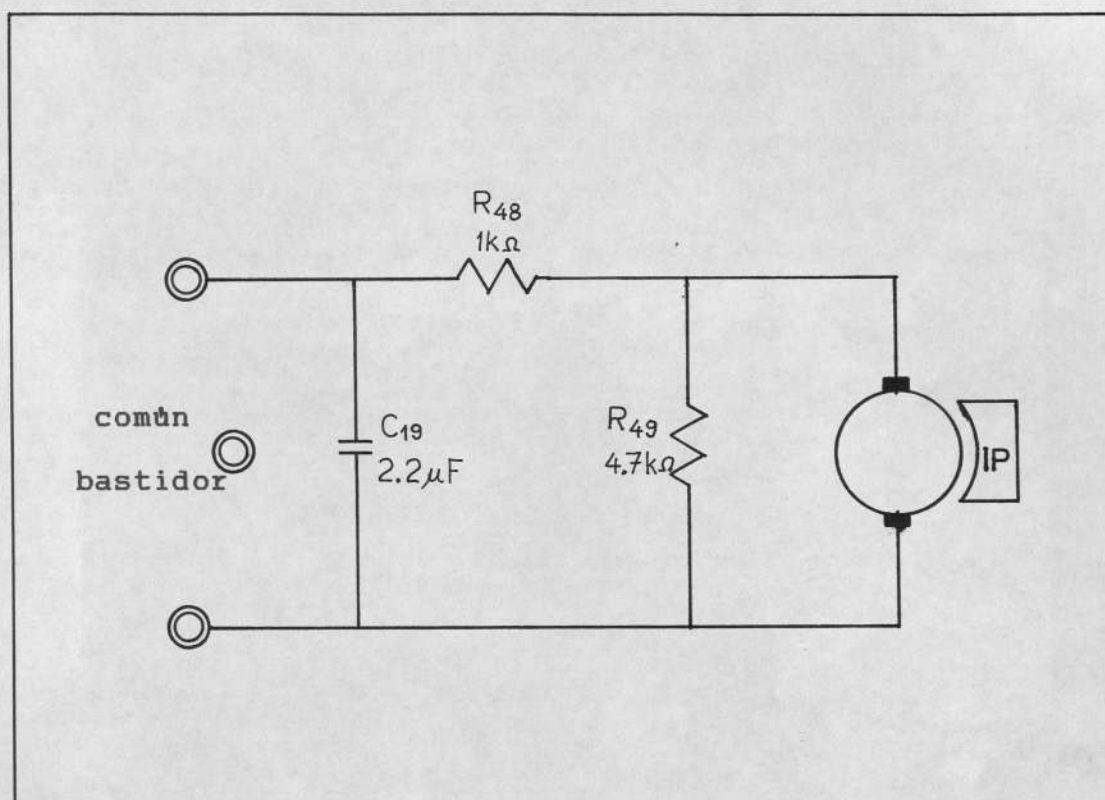 R48
1kΩ
común
bastidor
C19
2.2μF
R49
4.7kΩ
IP